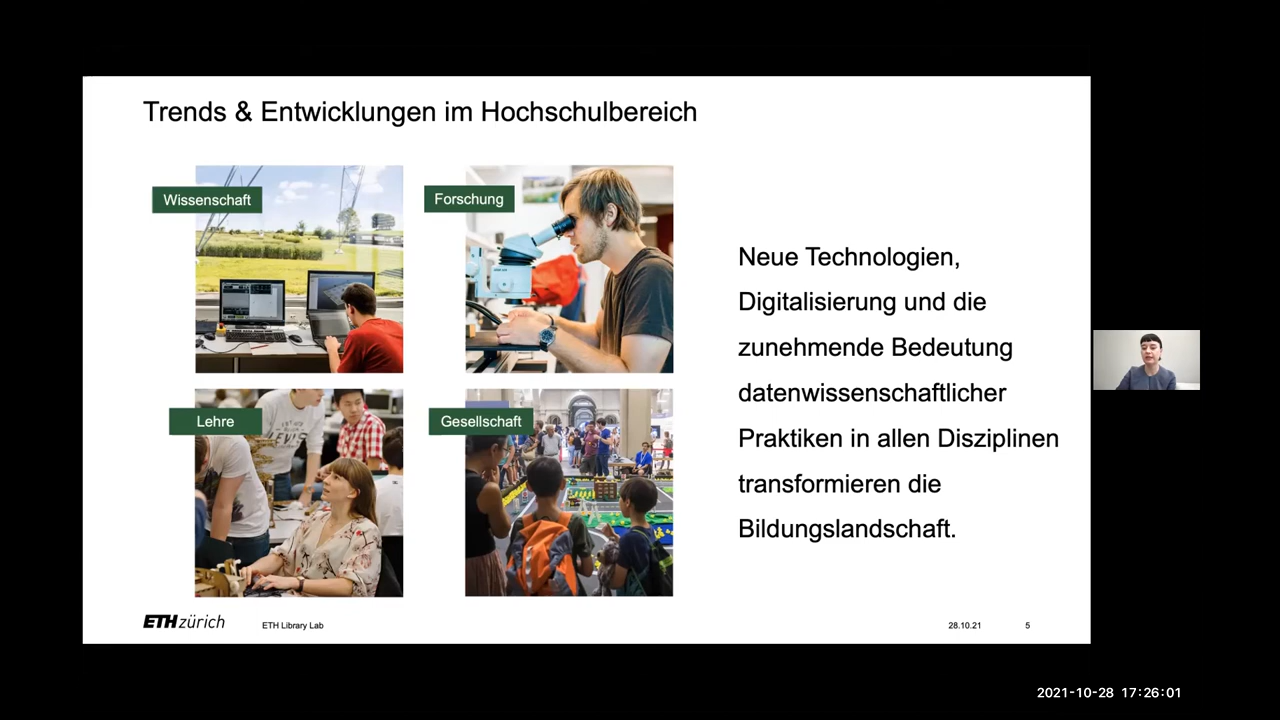 Trends & Entwicklungen im Hochschulbereich
Wissenschaft
Forschung
Lehre
Gesellschaft
Neue Technologien,
Digitalisierung und die
zunehmende Bedeutung
datenwissenschaftlicher
Praktiken in allen Disziplinen
transformieren die
Bildungslandschaft.
ETH zürich
ETH Library Lab
28.10.21
5
2021-10-28 17:26:01